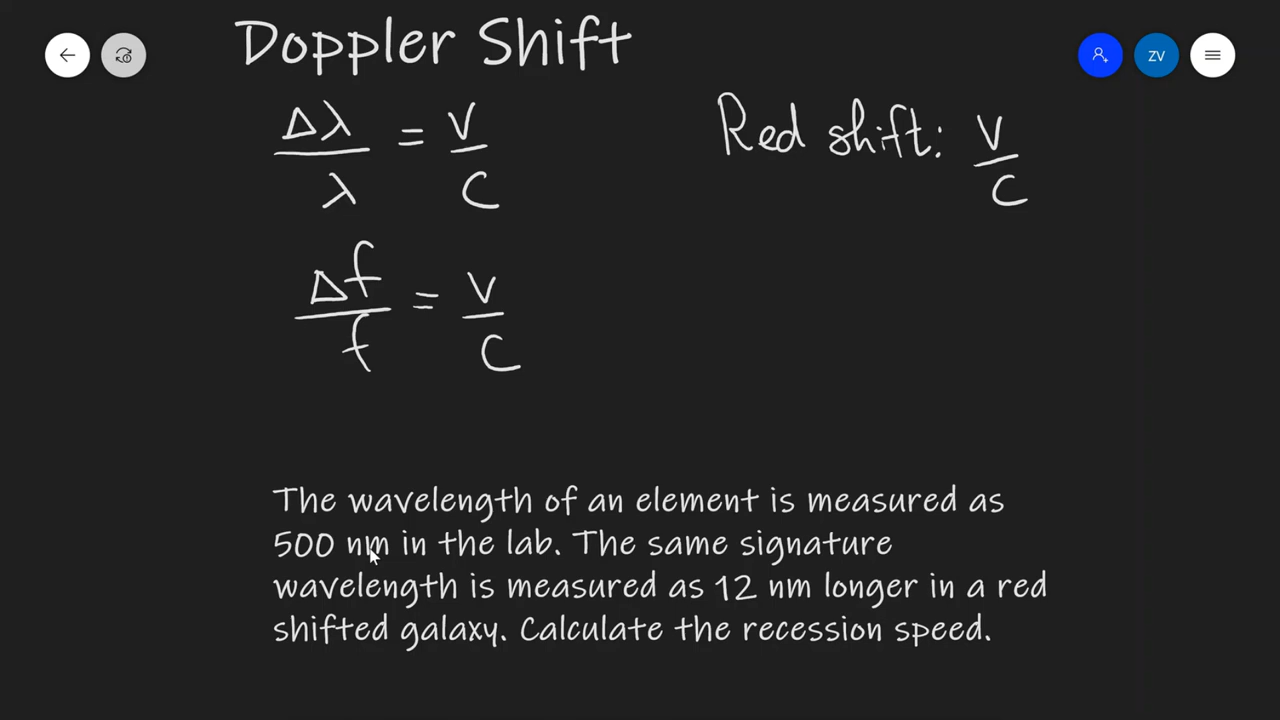 Doppler Shift
ZV
Δλ/λ = v/c
Red shift: v/c
Δf/f = v/c
The wavelength of an element is measured as
500 nm in the lab. The same signature
wavelength is measured as 12 nm longer in a red
shifted galaxy. Calculate the recession speed.